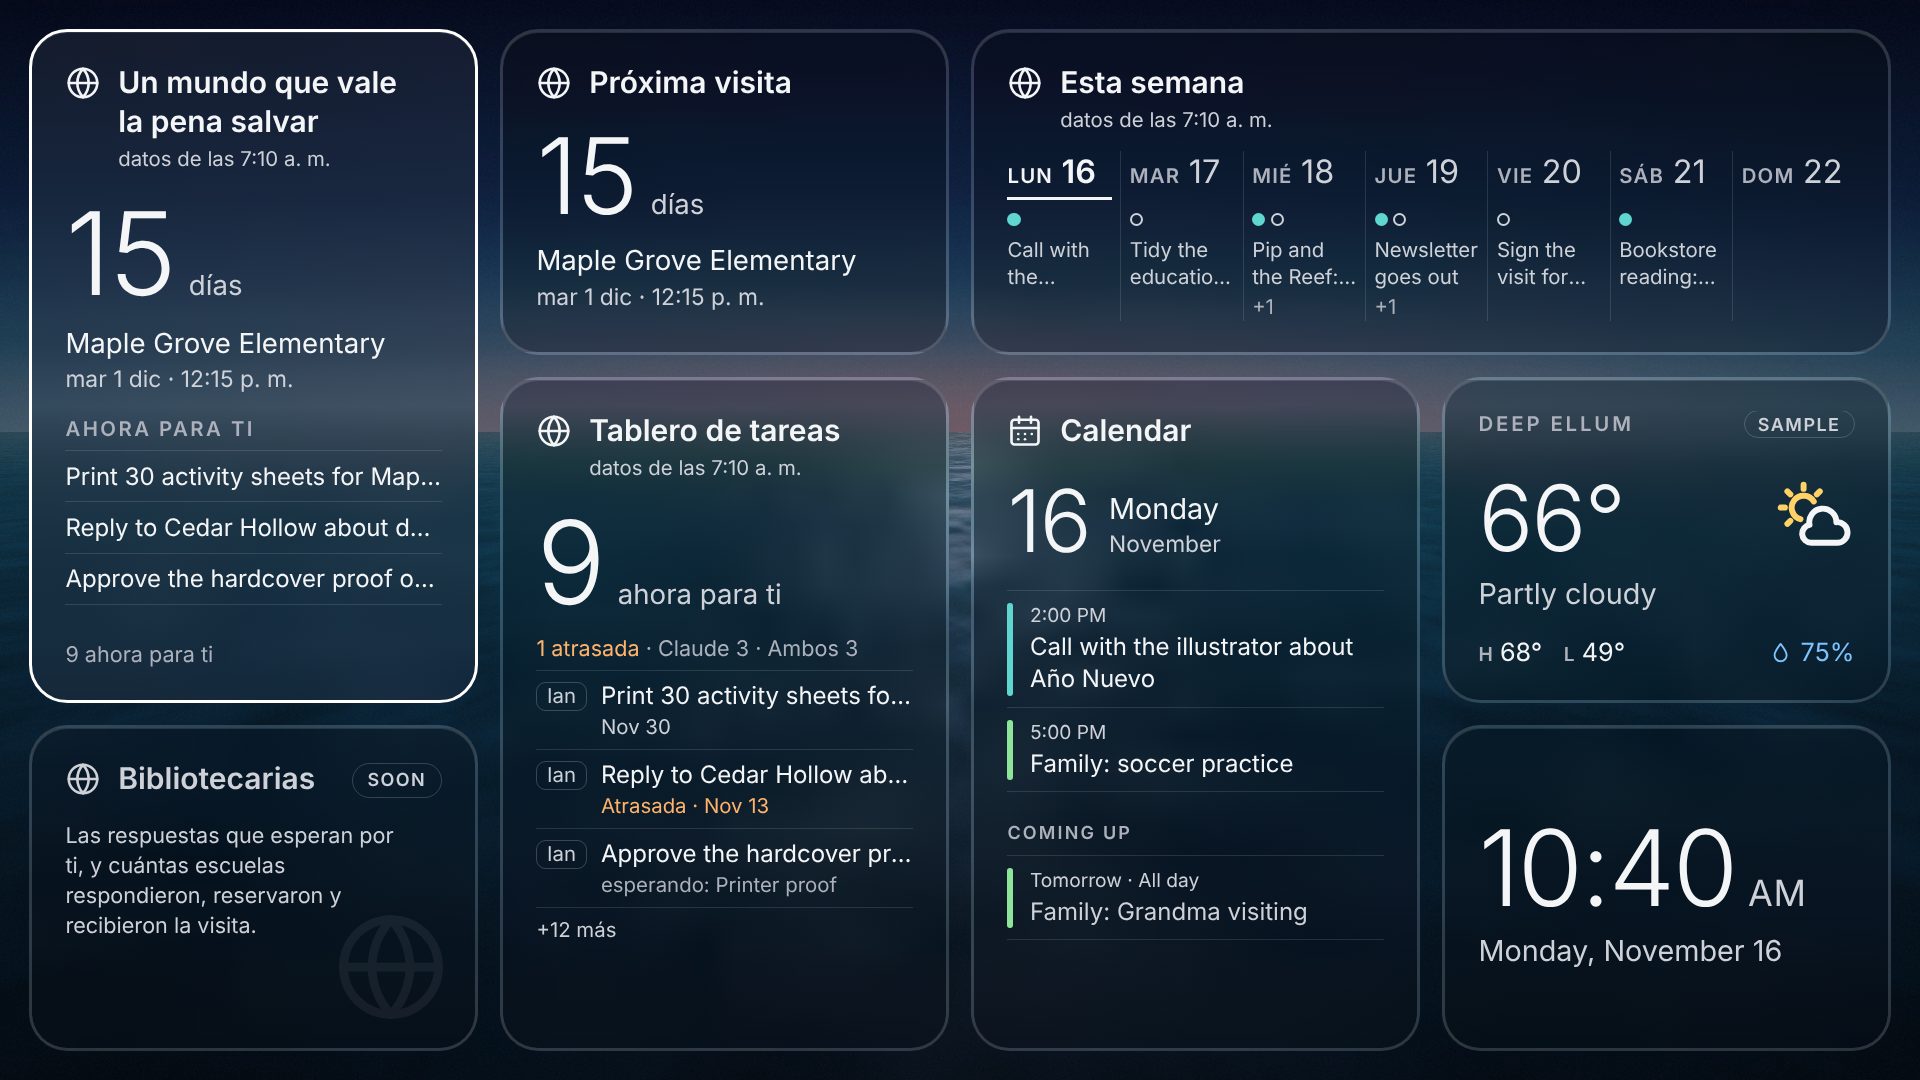 Un mundo que vale
la pena salvar
datos de las 7:10 a. m.
15 días
Maple Grove Elementary
mar 1 dic · 12:15 p. m.
AHORA PARA TI
Print 30 activity sheets for Map...
Reply to Cedar Hollow about d...
Approve the hardcover proof o...
9 ahora para ti
Próxima visita
15 días
Maple Grove Elementary
mar 1 dic · 12:15 p. m.
Esta semana
datos de las 7:10 a. m.
LUN 16
Call with
the...
MAR 17
Tidy the
educatio...
MIÉ 18
Pip and
the Reef:...
+1
JUE 19
Newsletter
goes out
+1
VIE 20
Sign the
visit for...
SÁB 21
Bookstore
reading:...
DOM 22
Bibliotecarias
SOON
Las respuestas que esperan por
ti, y cuántas escuelas
respondieron, reservaron y
recibieron la visita.
Tablero de tareas
datos de las 7:10 a. m.
9 ahora para ti
1 atrasada · Claude 3 · Ambos 3
Ian Print 30 activity sheets fo...
Nov 30
Ian Reply to Cedar Hollow ab...
Atrasada · Nov 13
Ian Approve the hardcover pr...
esperando: Printer proof
+12 más
Calendar
16
Monday
November
2:00 PM
Call with the illustrator about
Año Nuevo
5:00 PM
Family: soccer practice
COMING UP
Tomorrow · All day
Family: Grandma visiting
DEEP ELLUM
SAMPLE
66°
Partly cloudy
H 68° L 49°
75%
10:40 AM
Monday, November 16